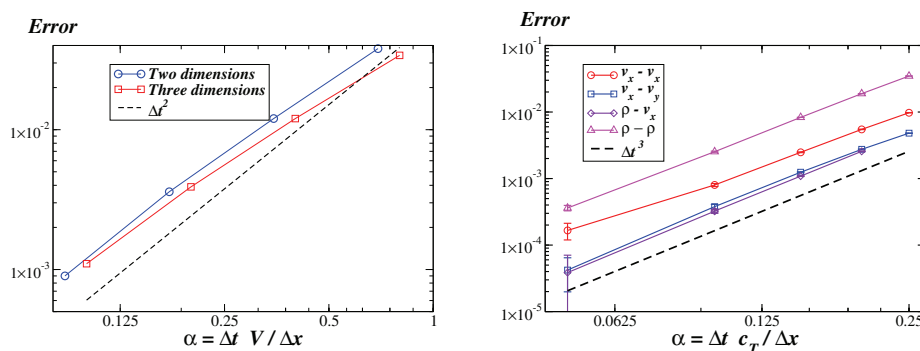 Error
Two dimensions
Three dimensions
Δt²
1×10⁻²
1×10⁻³
0.125
0.25
0.5
1
α = Δt V / Δx
Error
1×10⁻¹
1×10⁻²
1×10⁻³
1×10⁻⁴
1×10⁻⁵
vₓ - vₓ
vₓ - v_y
ρ - vₓ
ρ − ρ
Δt³
0.0625
0.125
0.25
α = Δt c_T / Δx